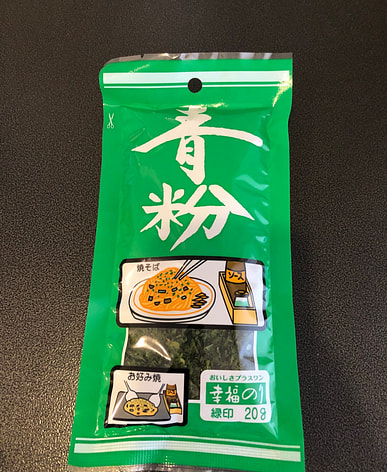 青粉
焼そば
ソース
お好み焼
おいしさプラスワン
幸福の1
緑印 20g